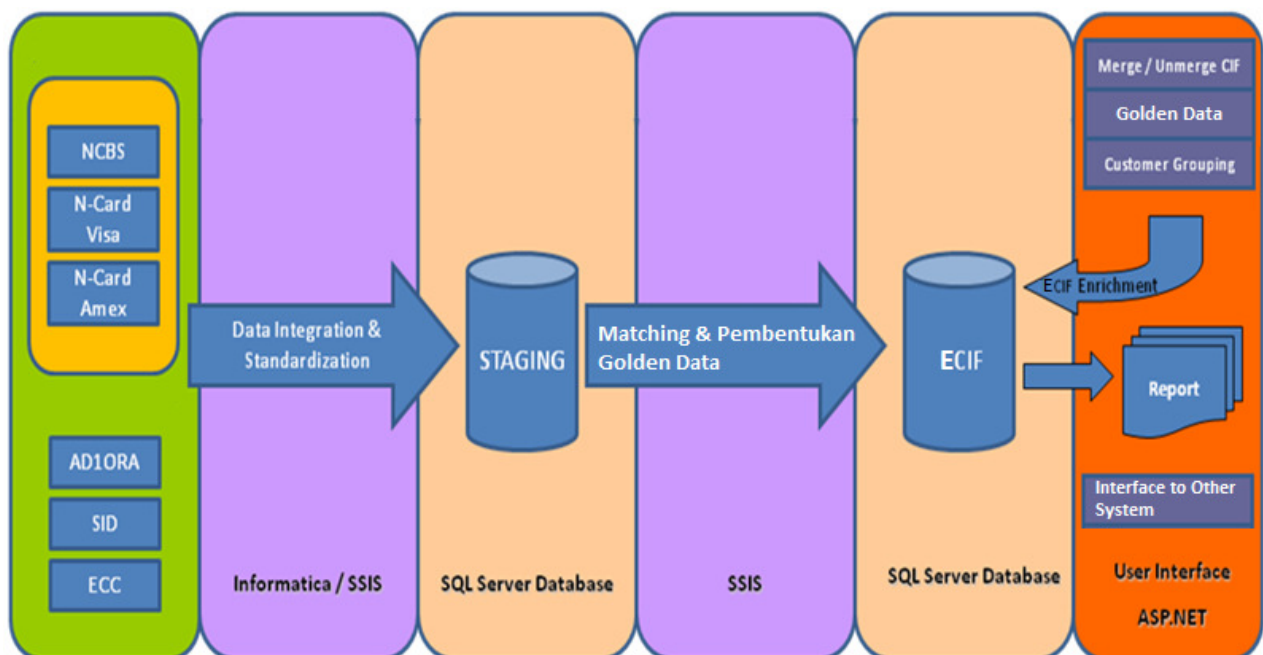 NCBS
N-Card
Visa
N-Card
Amex
AD1ORA
SID
ECC
Data Integration &
Standardization
Informatica / SSIS
STAGING
SQL Server Database
Matching & Pembentukan
Golden Data
SSIS
ECIF
SQL Server Database
Merge / Unmerge CIF
Golden Data
Customer Grouping
ECIF Enrichment
Report
Interface to Other
System
User Interface
ASP.NET